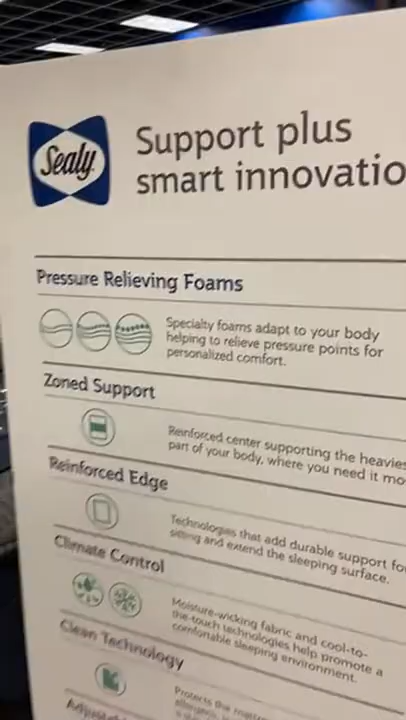 Sealy
Support plus
smart innovatio
Pressure Relieving Foams
Specialty foams adapt to your body
helping to relieve pressure points for
personalized comfort.
Zoned Support
Reinforced center supporting the heavies
part of your body, where you need it mo
Reinforced Edge
Technologies that add durable support fo
sitting and extend the sleeping surface.
Climate Control
Moisture-wicking fabric and cool-to-
the-touch technologies help promote a
comfortable sleeping environment.
Clean Technology
Protects the